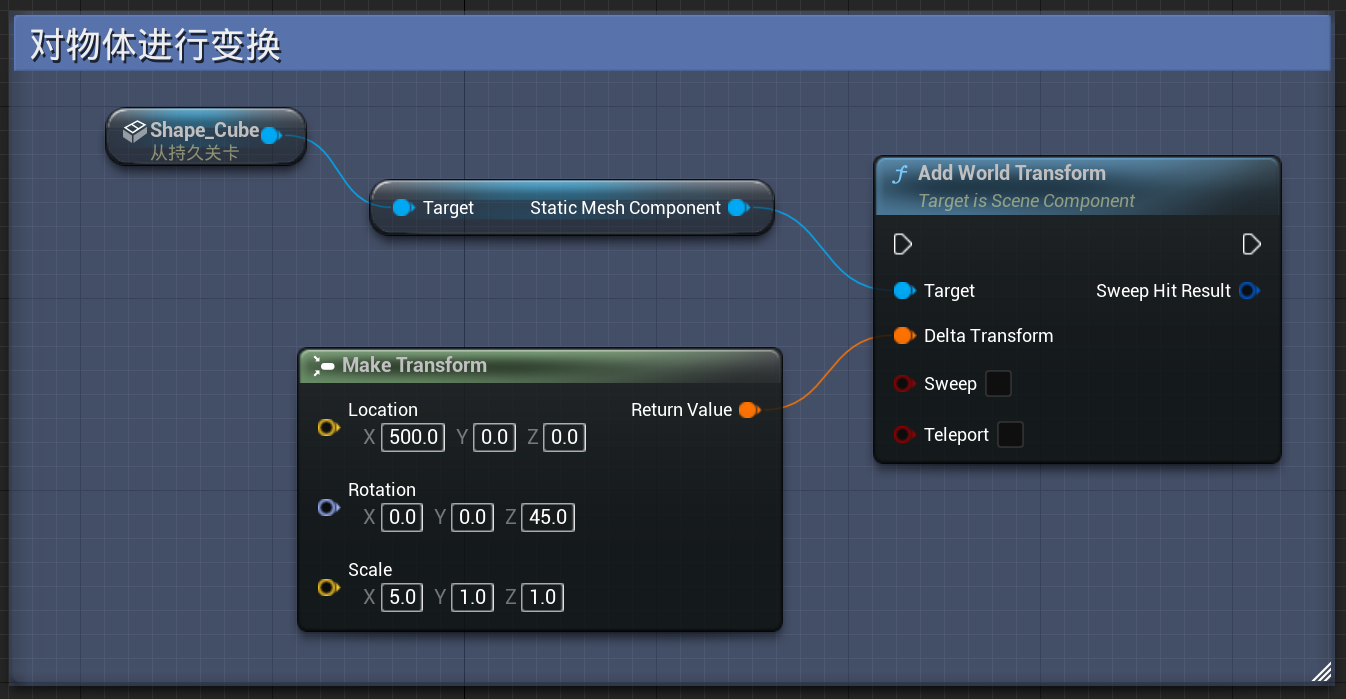 对物体进行变换
Shape_Cube
从持久关卡
Target Static Mesh Component
Add World Transform
Target is Scene Component
Target Sweep Hit Result
Delta Transform
Sweep
Teleport
Make Transform
Location Return Value
X 500.0 Y 0.0 Z 0.0
Rotation
X 0.0 Y 0.0 Z 45.0
Scale
X 5.0 Y 1.0 Z 1.0